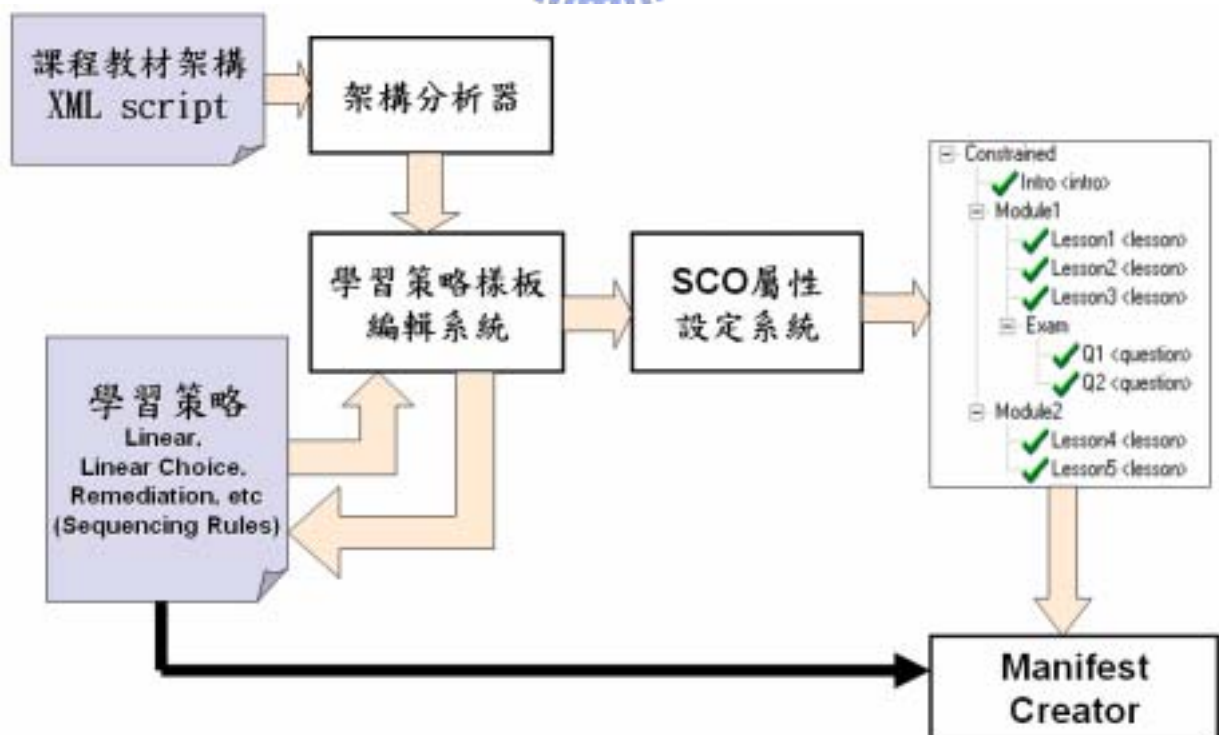 課程教材架構
XML script
架構分析器
學習策略樣板
編輯系統
SCO屬性
設定系統
Constrained
Intro <intro>
Module1
Lesson1 <lesson>
Lesson2 <lesson>
Lesson3 <lesson>
Exam
Q1 <question>
Q2 <question>
Module2
Lesson4 <lesson>
Lesson5 <lesson>
學習策略
Linear,
Linear Choice,
Remediation, etc
(Sequencing Rules)
Manifest
Creator